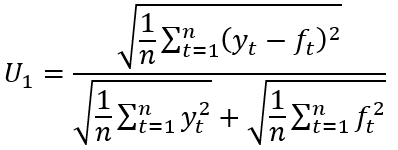 U₁ = \frac{\sqrt{\frac{1}{n}\sum_{t=1}^{n}(y_t - f_t)^2}}{\sqrt{\frac{1}{n}\sum_{t=1}^{n} y_t^2} + \sqrt{\frac{1}{n}\sum_{t=1}^{n} f_t^2}}